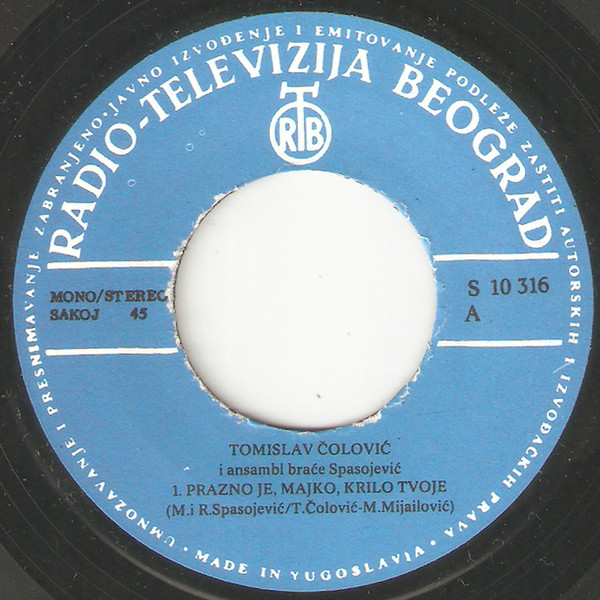 UMNOŽAVANJE I PRESNIMAVANJE ZABRANJENO·JAVNO IZVOĐENJE I EMITOVANJE PODLEŽE ZAŠTITI AUTORSKIH I IZVOĐAČKIH PRAVA ·
RADIO-TELEVIZIJA BEOGRAD
RTB
MONO/STEREO
SAKOJ 45
S 10 316
A
TOMISLAV ČOLOVIĆ
i ansambl braće Spasojević
1. PRAZNO JE, MAJKO, KRILO TVOJE
(M.i R.Spasojević/T.Čolović-M.Mijailović)
· MADE IN YUGOSLAVIA ·